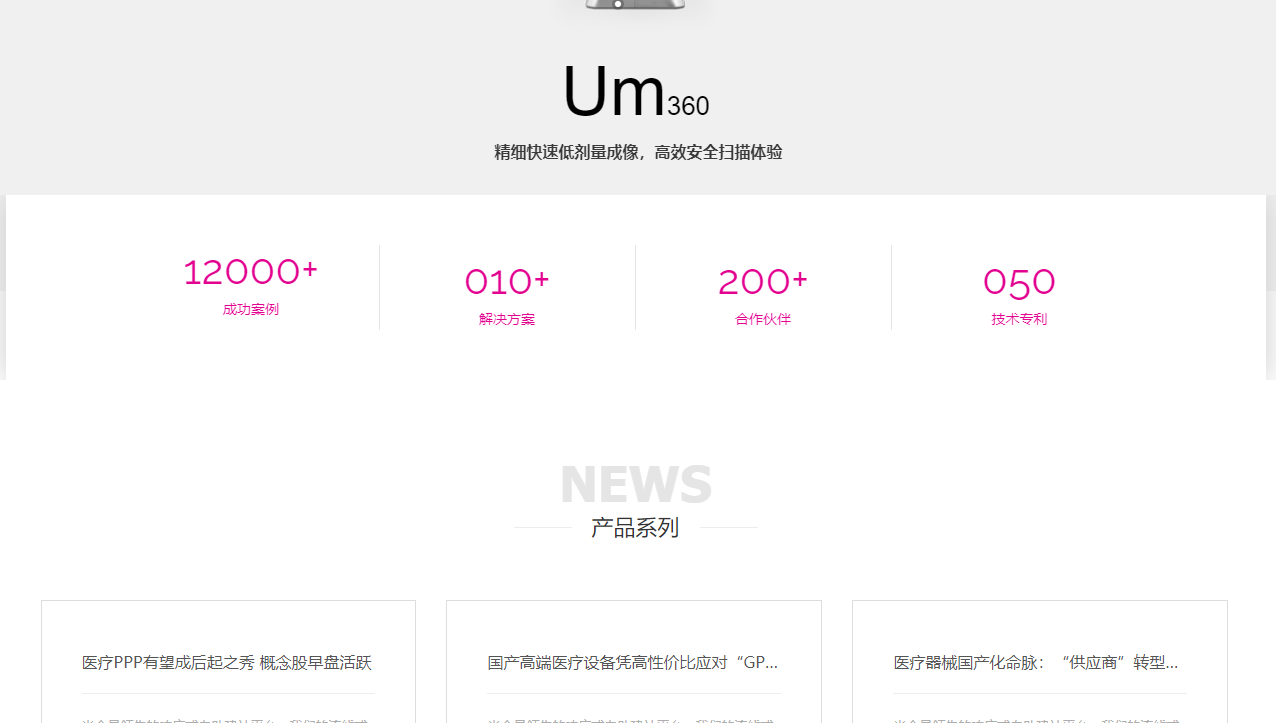 Um360
精细快速低剂量成像，高效安全扫描体验
12000+
成功案例
010+
解决方案
200+
合作伙伴
050
技术专利
NEWS
产品系列
医疗PPP有望成后起之秀 概念股早盘活跃
国产高端医疗设备凭高性价比应对“GP...
医疗器械国产化命脉：“供应商”转型...